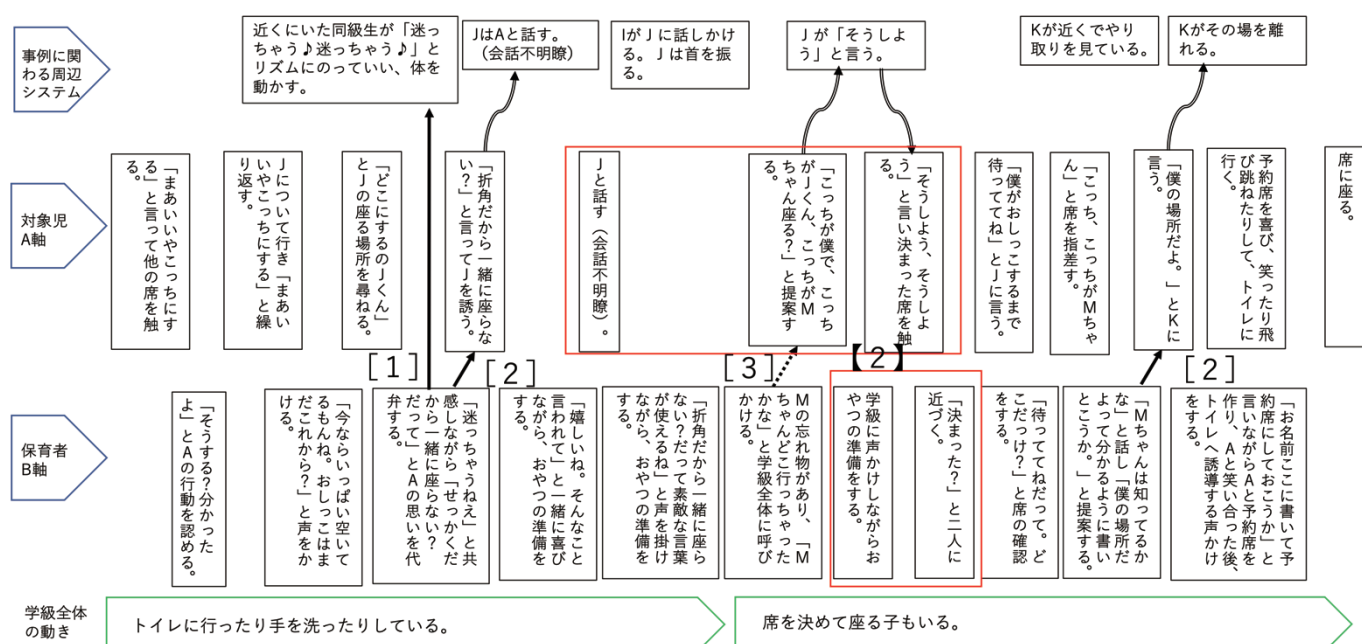 事例に関
わる周辺
システム
近くにいた同級生が「迷っ
ちゃう♪迷っちゃう♪」と
リズムにのっていい、体を
動かす。
JはAと話す。
（会話不明瞭）
IがJに話しかけ
る。Jは首を振
る。
Jが「そうしよ
う」と言う。
Kが近くでやり
取りを見ている。
Kがその場を離
れる。
対象児
A軸
「まあいいやこっちにす
る」と言って他の席を触
る。
Jについて行き「まあい
いやこっちにする」と繰
り返す。
「どこにするのJくん」
とJの座る場所を尋ねる。
「折角だから一緒に座らな
い？」と言ってJを誘う。
Jと話す（会話不明瞭）。
「こっちが僕で、こっち
がJくん、こっちがM
ちゃん座る？」と提案す
る。
「そうしよう、そうしよ
う」と言い決まった席を触
る。
「僕がおしっこするまで
待っててね」とJに言う。
「こっち、こっちがMちゃ
ん」と席を指差す。
「僕の場所だよ。」とKに
言う。
予約席を喜び、笑ったり飛
び跳ねたりして、トイレに
行く。
席に座る。
[1]
[2]
[3]
【2】
[2]
保育者
B軸
「そうする？分かった
よ」とAの行動を認める。
「今ならいっぱい空いて
るもんね。おしっこはま
だこれから？」と声をか
ける。
「迷っちゃうねえ」と共
感しながら「せっかくだ
から一緒に座らない？
だって」とAの思いを代
弁する。
「嬉しいね。そんなこと
言われて」と一緒に喜び
ながら、おやつの準備を
する。
「折角だから一緒に座ら
ない？だって素敵な言葉
が使えるね」と声を掛け
ながら、おやつの準備を
する。
Mの忘れ物があり、「M
ちゃんどこ行っちゃった
かな」と学級全体に呼び
かける。
学級に声かけしながらお
やつの準備をする。
「決まった？」と二人に
近づく。
「待っててねだって。ど
こだっけ？」と席の確認
をする。
「Mちゃんは知ってるか
な」と話し「僕の場所だ
よって分かるように書い
とこうか。」と提案する。
「お名前ここに書いて予
約席にしておこうか」と
言いながらAと予約席を
作り、Aと笑い合った後、
トイレへ誘導する声かけ
をする。
学級全体
の動き
トイレに行ったり手を洗ったりしている。
席を決めて座る子もいる。